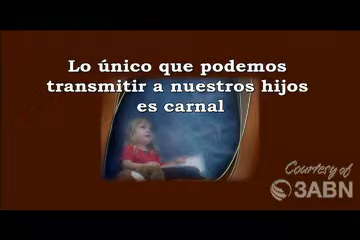 Lo único que podemos
transmitir a nuestros hijos
es carnal
Courtesy of
3ABN